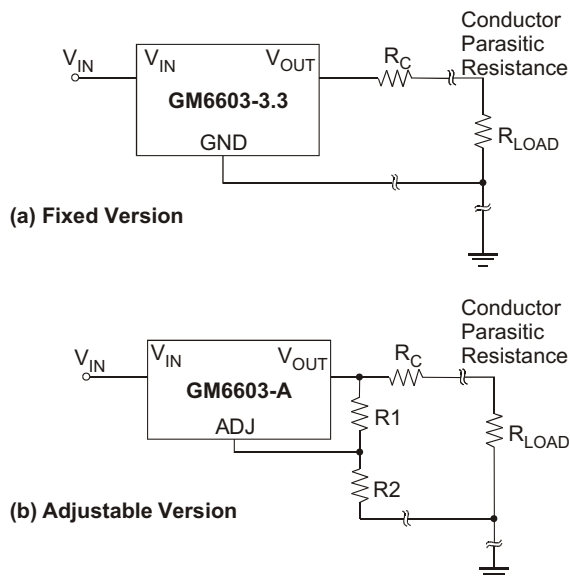 Conductor
Parasitic
Resistance
V_IN
V_IN
V_OUT
R_C
GM6603-3.3
GND
R_LOAD
(a) Fixed Version
Conductor
Parasitic
Resistance
V_IN
V_IN
V_OUT
R_C
GM6603-A
ADJ
R1
R_LOAD
R2
(b) Adjustable Version